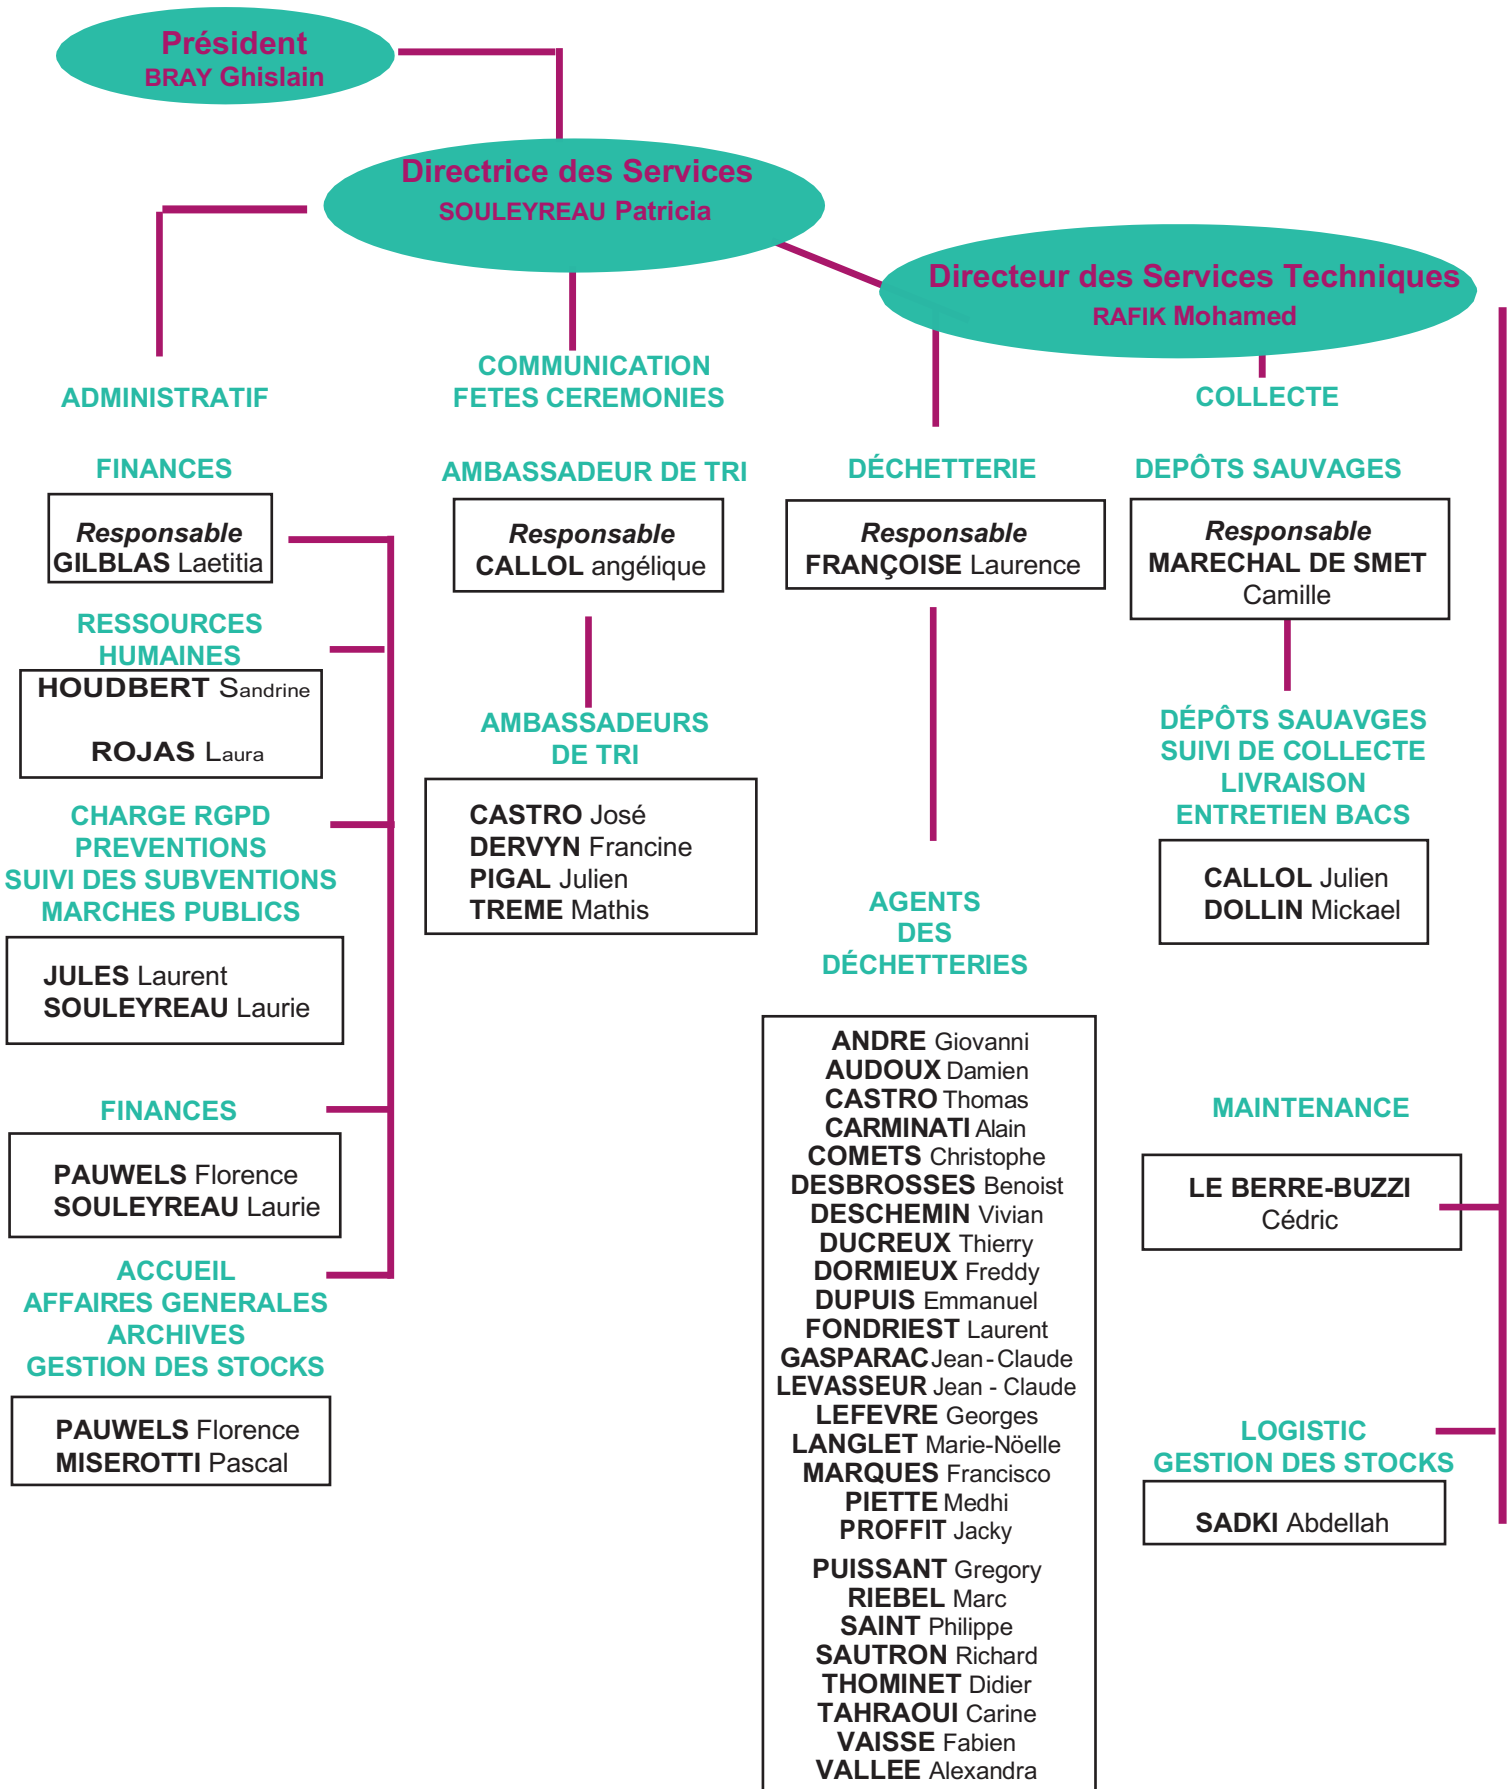 Président
BRAY Ghislain
Directrice des Services
SOULEYREAU Patricia
Directeur des Services Techniques
RAFIK Mohamed
ADMINISTRATIF
FINANCES
Responsable
GILBLAS Laetitia
RESSOURCES
HUMAINES
HOUDBERT Sandrine
ROJAS Laura
CHARGE RGPD
PREVENTIONS
SUIVI DES SUBVENTIONS
MARCHES PUBLICS
JULES Laurent
SOULEYREAU Laurie
FINANCES
PAUWELS Florence
SOULEYREAU Laurie
ACCUEIL
AFFAIRES GENERALES
ARCHIVES
GESTION DES STOCKS
PAUWELS Florence
MISEROTTI Pascal
COMMUNICATION
FETES CEREMONIES
AMBASSADEUR DE TRI
Responsable
CALLOL angélique
AMBASSADEURS
DE TRI
CASTRO José
DERVYN Francine
PIGAL Julien
TREME Mathis
DÉCHETTERIE
Responsable
FRANÇOISE Laurence
AGENTS
DES
DÉCHETTERIES
ANDRE Giovanni
AUDOUX Damien
CASTRO Thomas
CARMINATI Alain
COMETS Christophe
DESBROSSES Benoist
DESCHEMIN Vivian
DUCREUX Thierry
DORMIEUX Freddy
DUPUIS Emmanuel
FONDRIEST Laurent
GASPARAC Jean-Claude
LEVASSEUR Jean - Claude
LEFEVRE Georges
LANGLET Marie-Nöelle
MARQUES Francisco
PIETTE Medhi
PROFFIT Jacky
PUISSANT Gregory
RIEBEL Marc
SAINT Philippe
SAUTRON Richard
THOMINET Didier
TAHRAOUI Carine
VAISSE Fabien
VALLEE Alexandra
COLLECTE
DEPÔTS SAUVAGES
Responsable
MARECHAL DE SMET
Camille
DÉPÔTS SAUAVGES
SUIVI DE COLLECTE
LIVRAISON
ENTRETIEN BACS
CALLOL Julien
DOLLIN Mickael
MAINTENANCE
LE BERRE-BUZZI
Cédric
LOGISTIC
GESTION DES STOCKS
SADKI Abdellah